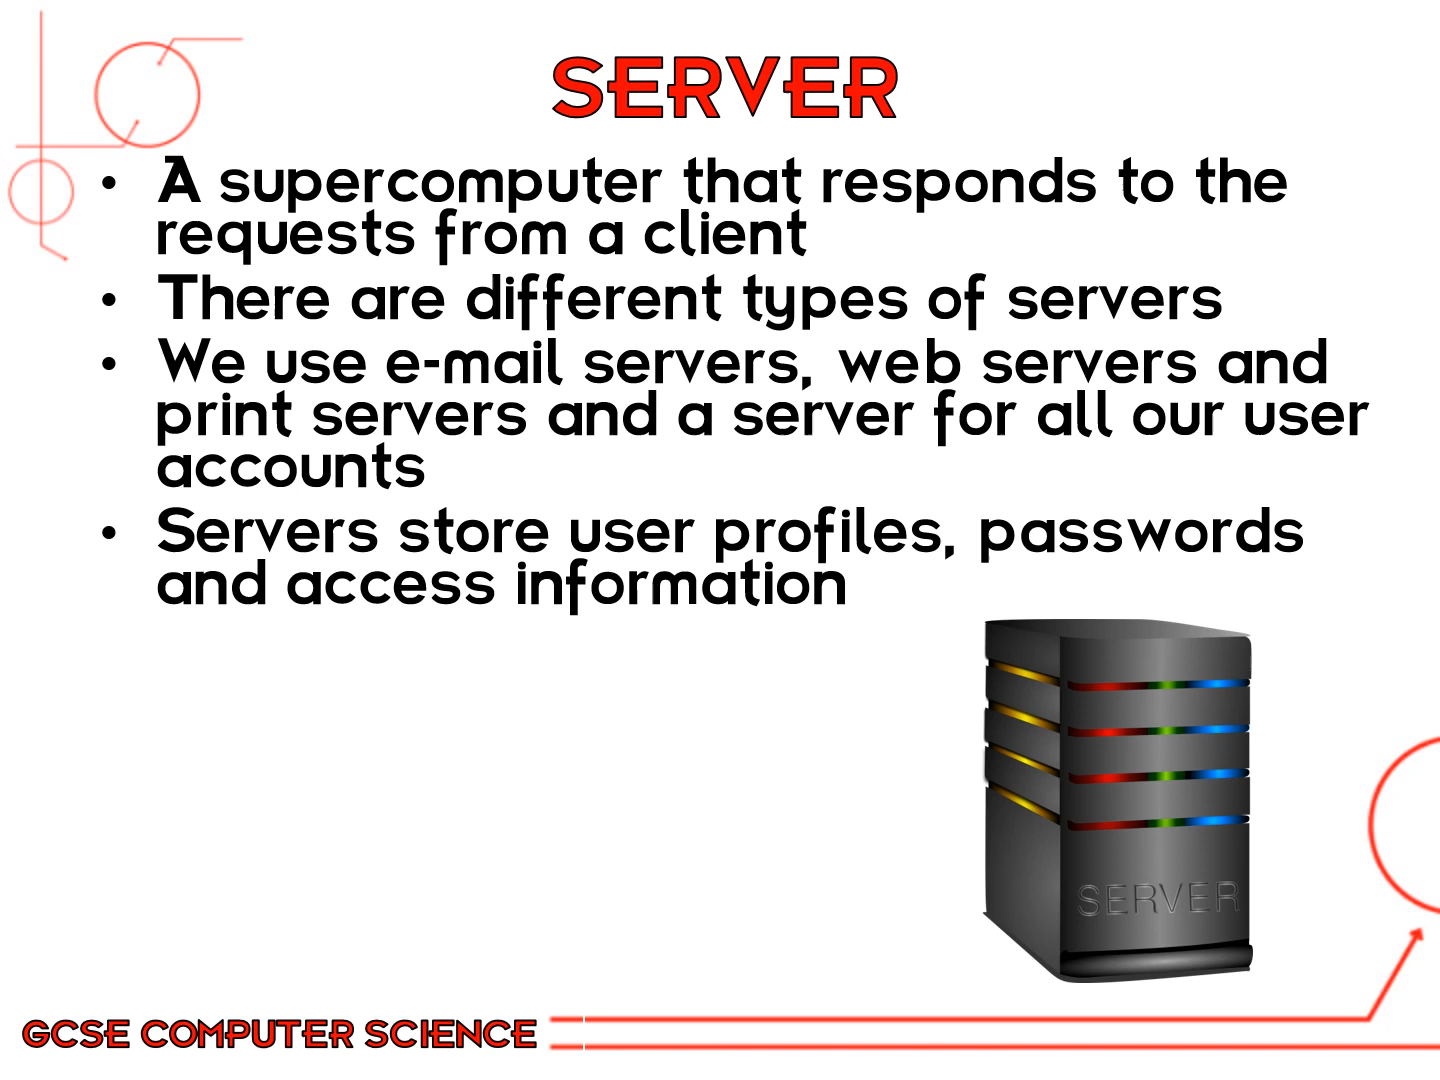 SERVER
• A supercomputer that responds to the
requests from a client
• There are different types of servers
• We use e-mail servers, web servers and
print servers and a server for all our user
accounts
• Servers store user profiles, passwords
and access information
SERVER
GCSE COMPUTER SCIENCE